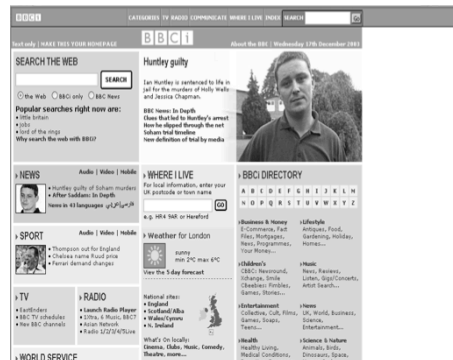 BBCi
CATEGORIES TV RADIO COMMUNICATE WHERE I LIVE INDEX SEARCH Go
BBCi
Text only | MAKE THIS YOUR HOMEPAGE
About the BBC | Wednesday 17th December 2003
SEARCH THE WEB
SEARCH
the Web BBCi only BBC News
Popular searches right now are:
• little britain
• jobs
• lord of the rings
Why search the web with BBC?
Huntley guilty
Ian Huntley is sentenced to life in
jail for the murders of Holly Wells
and Jessica Chapman.
BBC News: In Depth
Clues that led to Huntley's arrest
How he slipped through the net
Soham trial timeline
New definition of trial by media
NEWS
Audio | Video | Mobile
• Huntley guilty of Soham murders
• After Saddam: In Depth
News in 43 languages
SPORT
Audio | Video | Mobile
• Thompson out for England
• Chelsea name Ruud price
• Ferrari demand changes
TV
• EastEnders
• BBC TV schedules
• New BBC channels
RADIO
• Launch Radio Player
• 1Xtra, 6 Music, BBC7
• Asian Network
• Radio 1/2/3/4/5Live
WORLD SERVICE
WHERE I LIVE
For local information, enter your
UK postcode or town name
GO
e.g. HR4 9AR or Hereford
Weather for London
sunny
min 2°C max 6°C
View the 5 day forecast
National sites:
• England
• Scotland/Alba
• Wales/Cymru
• N. Ireland
What's On locally:
Cinema, Clubs, Music, Comedy,
Theatre, more...
BBCi DIRECTORY
A B C D E F G H I J K L M
N O P Q R S T U V W X Y Z
Business & Money
E-Commerce, Fact
Files, Mortgages,
News, Programmes,
Your Money...
Children's
CBBC: Newsround,
Xchange, Smile
CBeebies: Fimbles,
Games, Stories...
Entertainment
Collective, Cult, Films,
Games, Soaps,
Teens...
Health
Healthy Living,
Medical Conditions,
Lifestyle
Antiques, Food,
Gardening, Holiday,
Homes...
Music
News, Reviews,
Listen, Gigs/Concerts,
Artist Search...
News
UK, World, Business,
Science,
Entertainment...
Science & Nature
Animals, Birds,
Dinosaurs, Space,